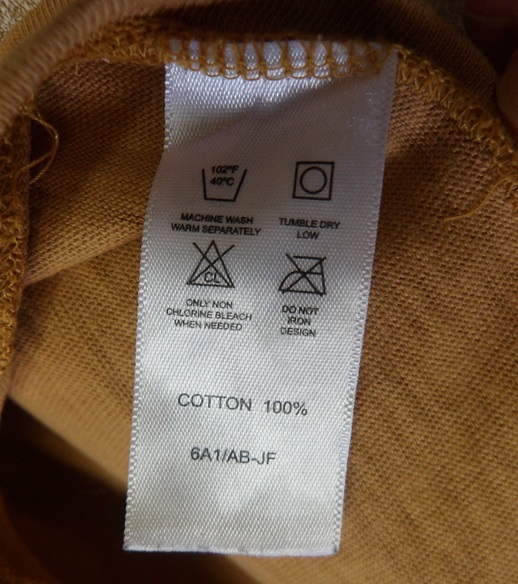 102°F
40°C
MACHINE WASH
WARM SEPARATELY
TUMBLE DRY
LOW
CL
ONLY NON
CHLORINE BLEACH
WHEN NEEDED
DO NOT
IRON
DESIGN
COTTON 100%
6A1/AB-JF